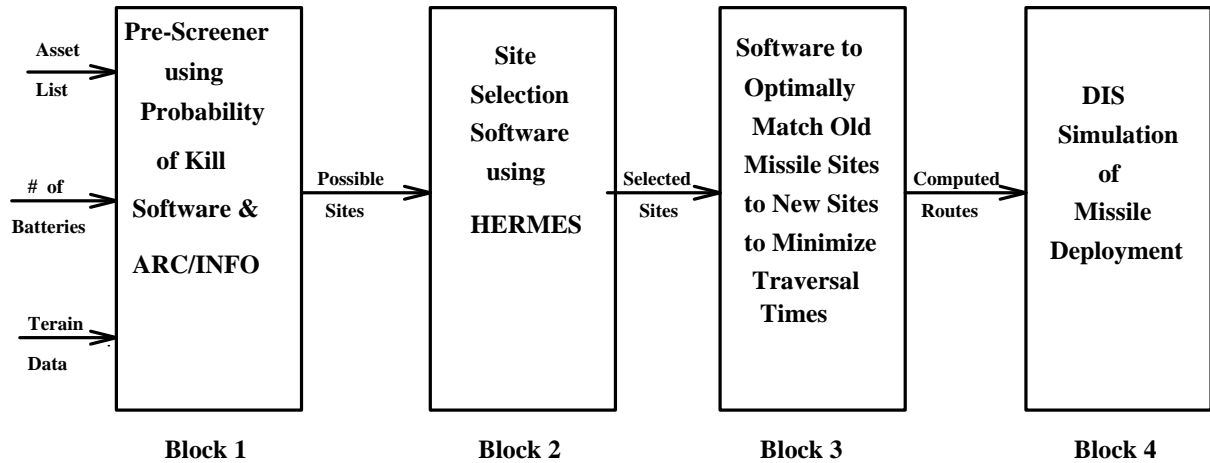 Asset
List
# of
Batteries
Terain
Data
Pre-Screener
using
Probability
of Kill
Software &
ARC/INFO
Possible
Sites
Site
Selection
Software
using
HERMES
Selected
Sites
Software to
Optimally
Match Old
Missile Sites
to New Sites
to Minimize
Traversal
Times
Computed
Routes
DIS
Simulation
of
Missile
Deployment
Block 1
Block 2
Block 3
Block 4